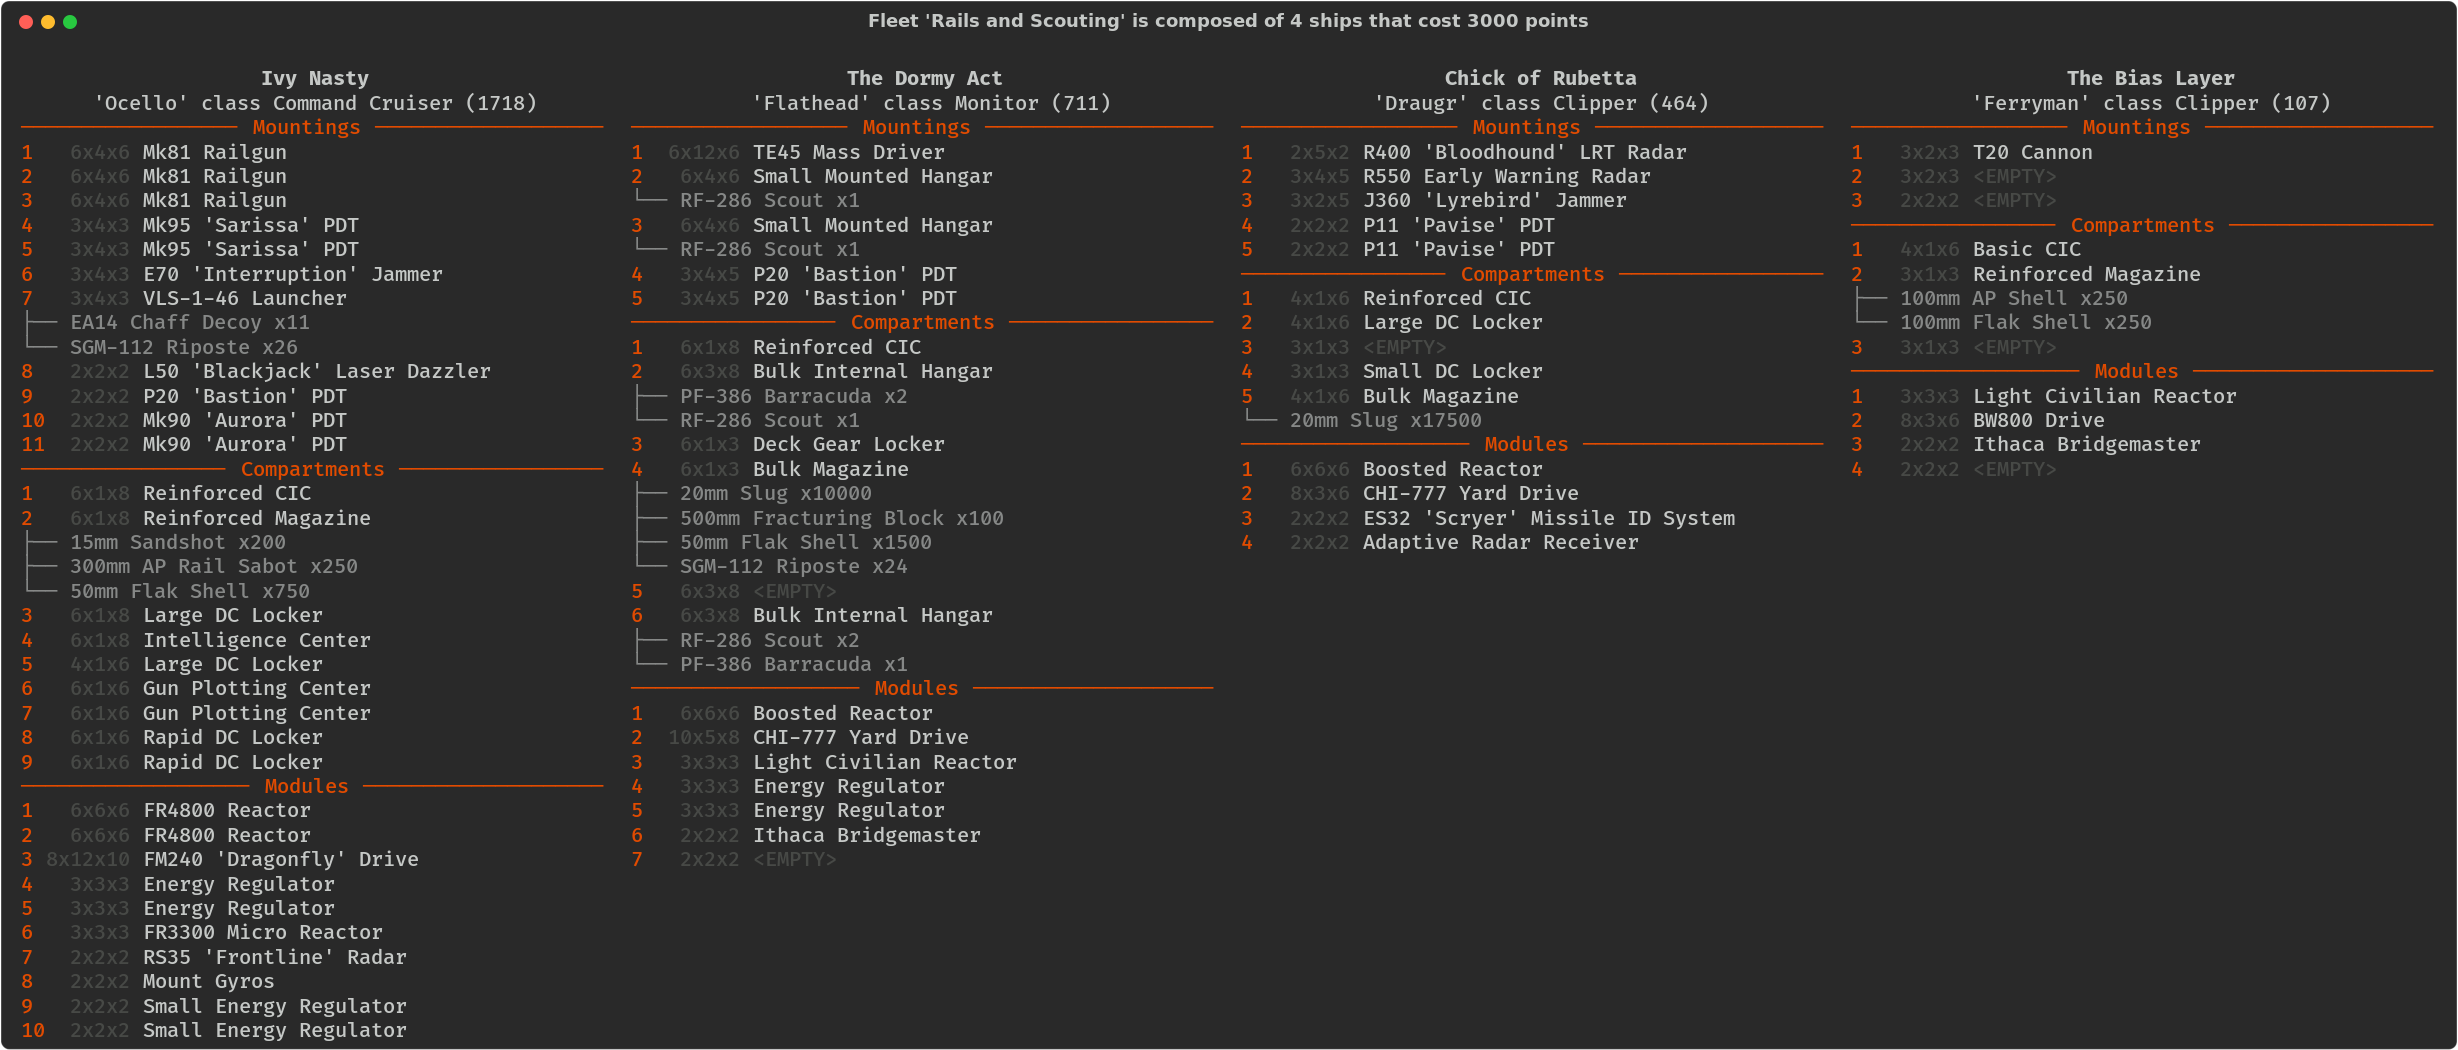 Fleet 'Rails and Scouting' is composed of 4 ships that cost 3000 points
Ivy Nasty
'Ocello' class Command Cruiser (1718)
Mountings
1 6x4x6 Mk81 Railgun
2 6x4x6 Mk81 Railgun
3 6x4x6 Mk81 Railgun
4 3x4x3 Mk95 'Sarissa' PDT
5 3x4x3 Mk95 'Sarissa' PDT
6 3x4x3 E70 'Interruption' Jammer
7 3x4x3 VLS-1-46 Launcher
EA14 Chaff Decoy x11
SGM-112 Riposte x26
8 2x2x2 L50 'Blackjack' Laser Dazzler
9 2x2x2 P20 'Bastion' PDT
10 2x2x2 Mk90 'Aurora' PDT
11 2x2x2 Mk90 'Aurora' PDT
Compartments
1 6x1x8 Reinforced CIC
2 6x1x8 Reinforced Magazine
15mm Sandshot x200
300mm AP Rail Sabot x250
50mm Flak Shell x750
3 6x1x8 Large DC Locker
4 6x1x8 Intelligence Center
5 4x1x6 Large DC Locker
6 6x1x6 Gun Plotting Center
7 6x1x6 Gun Plotting Center
8 6x1x6 Rapid DC Locker
9 6x1x6 Rapid DC Locker
Modules
1 6x6x6 FR4800 Reactor
2 6x6x6 FR4800 Reactor
3 8x12x10 FM240 'Dragonfly' Drive
4 3x3x3 Energy Regulator
5 3x3x3 Energy Regulator
6 3x3x3 FR3300 Micro Reactor
7 2x2x2 RS35 'Frontline' Radar
8 2x2x2 Mount Gyros
9 2x2x2 Small Energy Regulator
10 2x2x2 Small Energy Regulator
The Dormy Act
'Flathead' class Monitor (711)
Mountings
1 6x12x6 TE45 Mass Driver
2 6x4x6 Small Mounted Hangar
RF-286 Scout x1
3 6x4x6 Small Mounted Hangar
RF-286 Scout x1
4 3x4x5 P20 'Bastion' PDT
5 3x4x5 P20 'Bastion' PDT
Compartments
1 6x1x8 Reinforced CIC
2 6x3x8 Bulk Internal Hangar
PF-386 Barracuda x2
RF-286 Scout x1
3 6x1x3 Deck Gear Locker
4 6x1x3 Bulk Magazine
20mm Slug x10000
500mm Fracturing Block x100
50mm Flak Shell x1500
SGM-112 Riposte x24
5 6x3x8 <EMPTY>
6 6x3x8 Bulk Internal Hangar
RF-286 Scout x2
PF-386 Barracuda x1
Modules
1 6x6x6 Boosted Reactor
2 10x5x8 CHI-777 Yard Drive
3 3x3x3 Light Civilian Reactor
4 3x3x3 Energy Regulator
5 3x3x3 Energy Regulator
6 2x2x2 Ithaca Bridgemaster
7 2x2x2 <EMPTY>
Chick of Rubetta
'Draugr' class Clipper (464)
Mountings
1 2x5x2 R400 'Bloodhound' LRT Radar
2 3x4x5 R550 Early Warning Radar
3 3x2x5 J360 'Lyrebird' Jammer
4 2x2x2 P11 'Pavise' PDT
5 2x2x2 P11 'Pavise' PDT
Compartments
1 4x1x6 Reinforced CIC
2 4x1x6 Large DC Locker
3 3x1x3 <EMPTY>
4 3x1x3 Small DC Locker
5 4x1x6 Bulk Magazine
20mm Slug x17500
Modules
1 6x6x6 Boosted Reactor
2 8x3x6 CHI-777 Yard Drive
3 2x2x2 ES32 'Scryer' Missile ID System
4 2x2x2 Adaptive Radar Receiver
The Bias Layer
'Ferryman' class Clipper (107)
Mountings
1 3x2x3 T20 Cannon
2 3x2x3 <EMPTY>
3 2x2x2 <EMPTY>
Compartments
1 4x1x6 Basic CIC
2 3x1x3 Reinforced Magazine
100mm AP Shell x250
100mm Flak Shell x250
3 3x1x3 <EMPTY>
Modules
1 3x3x3 Light Civilian Reactor
2 8x3x6 BW800 Drive
3 2x2x2 Ithaca Bridgemaster
4 2x2x2 <EMPTY>